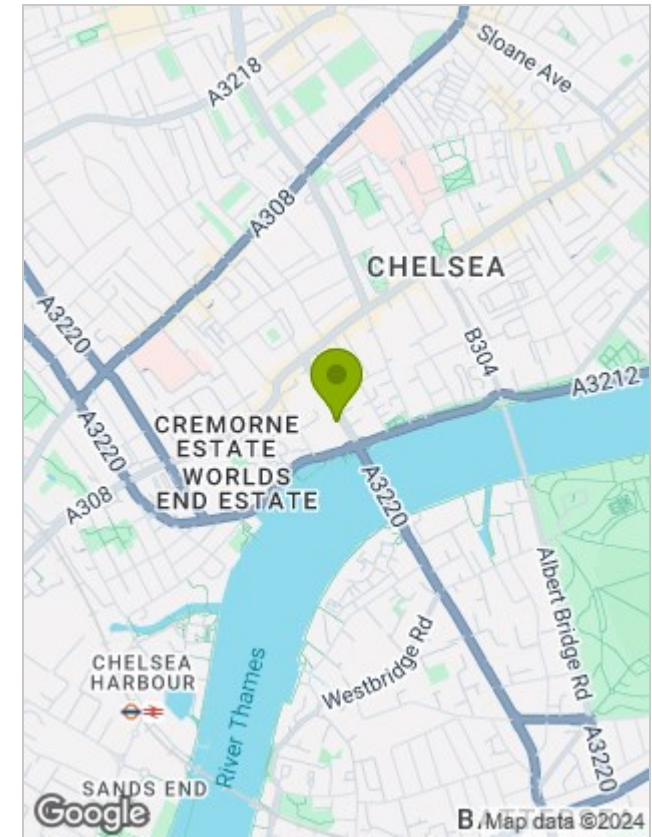 Sloane Ave
A3218
A308
CHELSEA
A3220
B304
A3212
CREMORNE
ESTATE
WORLDS
END ESTATE
A3220
A3220
A308
Albert Bridge Rd
CHELSEA
HARBOUR
Westbridge Rd
River Thames
A3220
SANDS END
Google
B
Map data ©2024